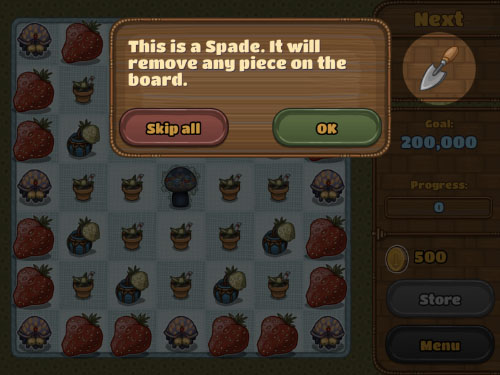 Next
This is a Spade. It will
remove any piece on the
board.
Skip all
OK
Goal:
200,000
Progress:
0
500
Store
Menu